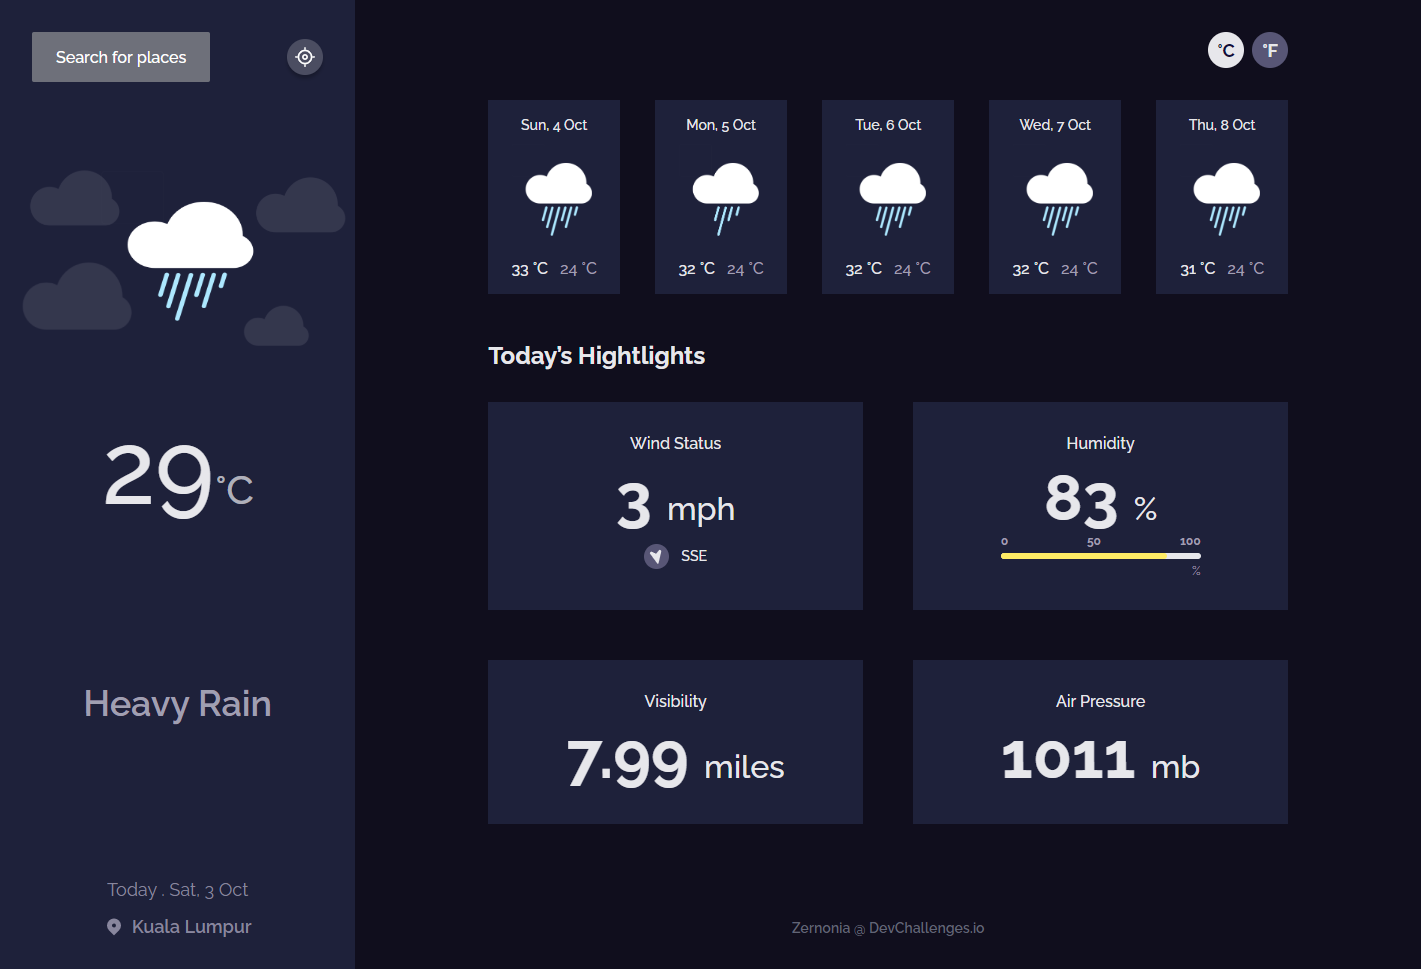 Search for places
29°C
Heavy Rain
Today . Sat, 3 Oct
Kuala Lumpur
°C °F
Sun, 4 Oct
33 °C 24 °C
Mon, 5 Oct
32 °C 24 °C
Tue, 6 Oct
32 °C 24 °C
Wed, 7 Oct
32 °C 24 °C
Thu, 8 Oct
31 °C 24 °C
Today's Hightlights
Wind Status
3 mph
SSE
Humidity
83 %
0 50 100
%
Visibility
7.99 miles
Air Pressure
1011 mb
Zernonia @ DevChallenges.io